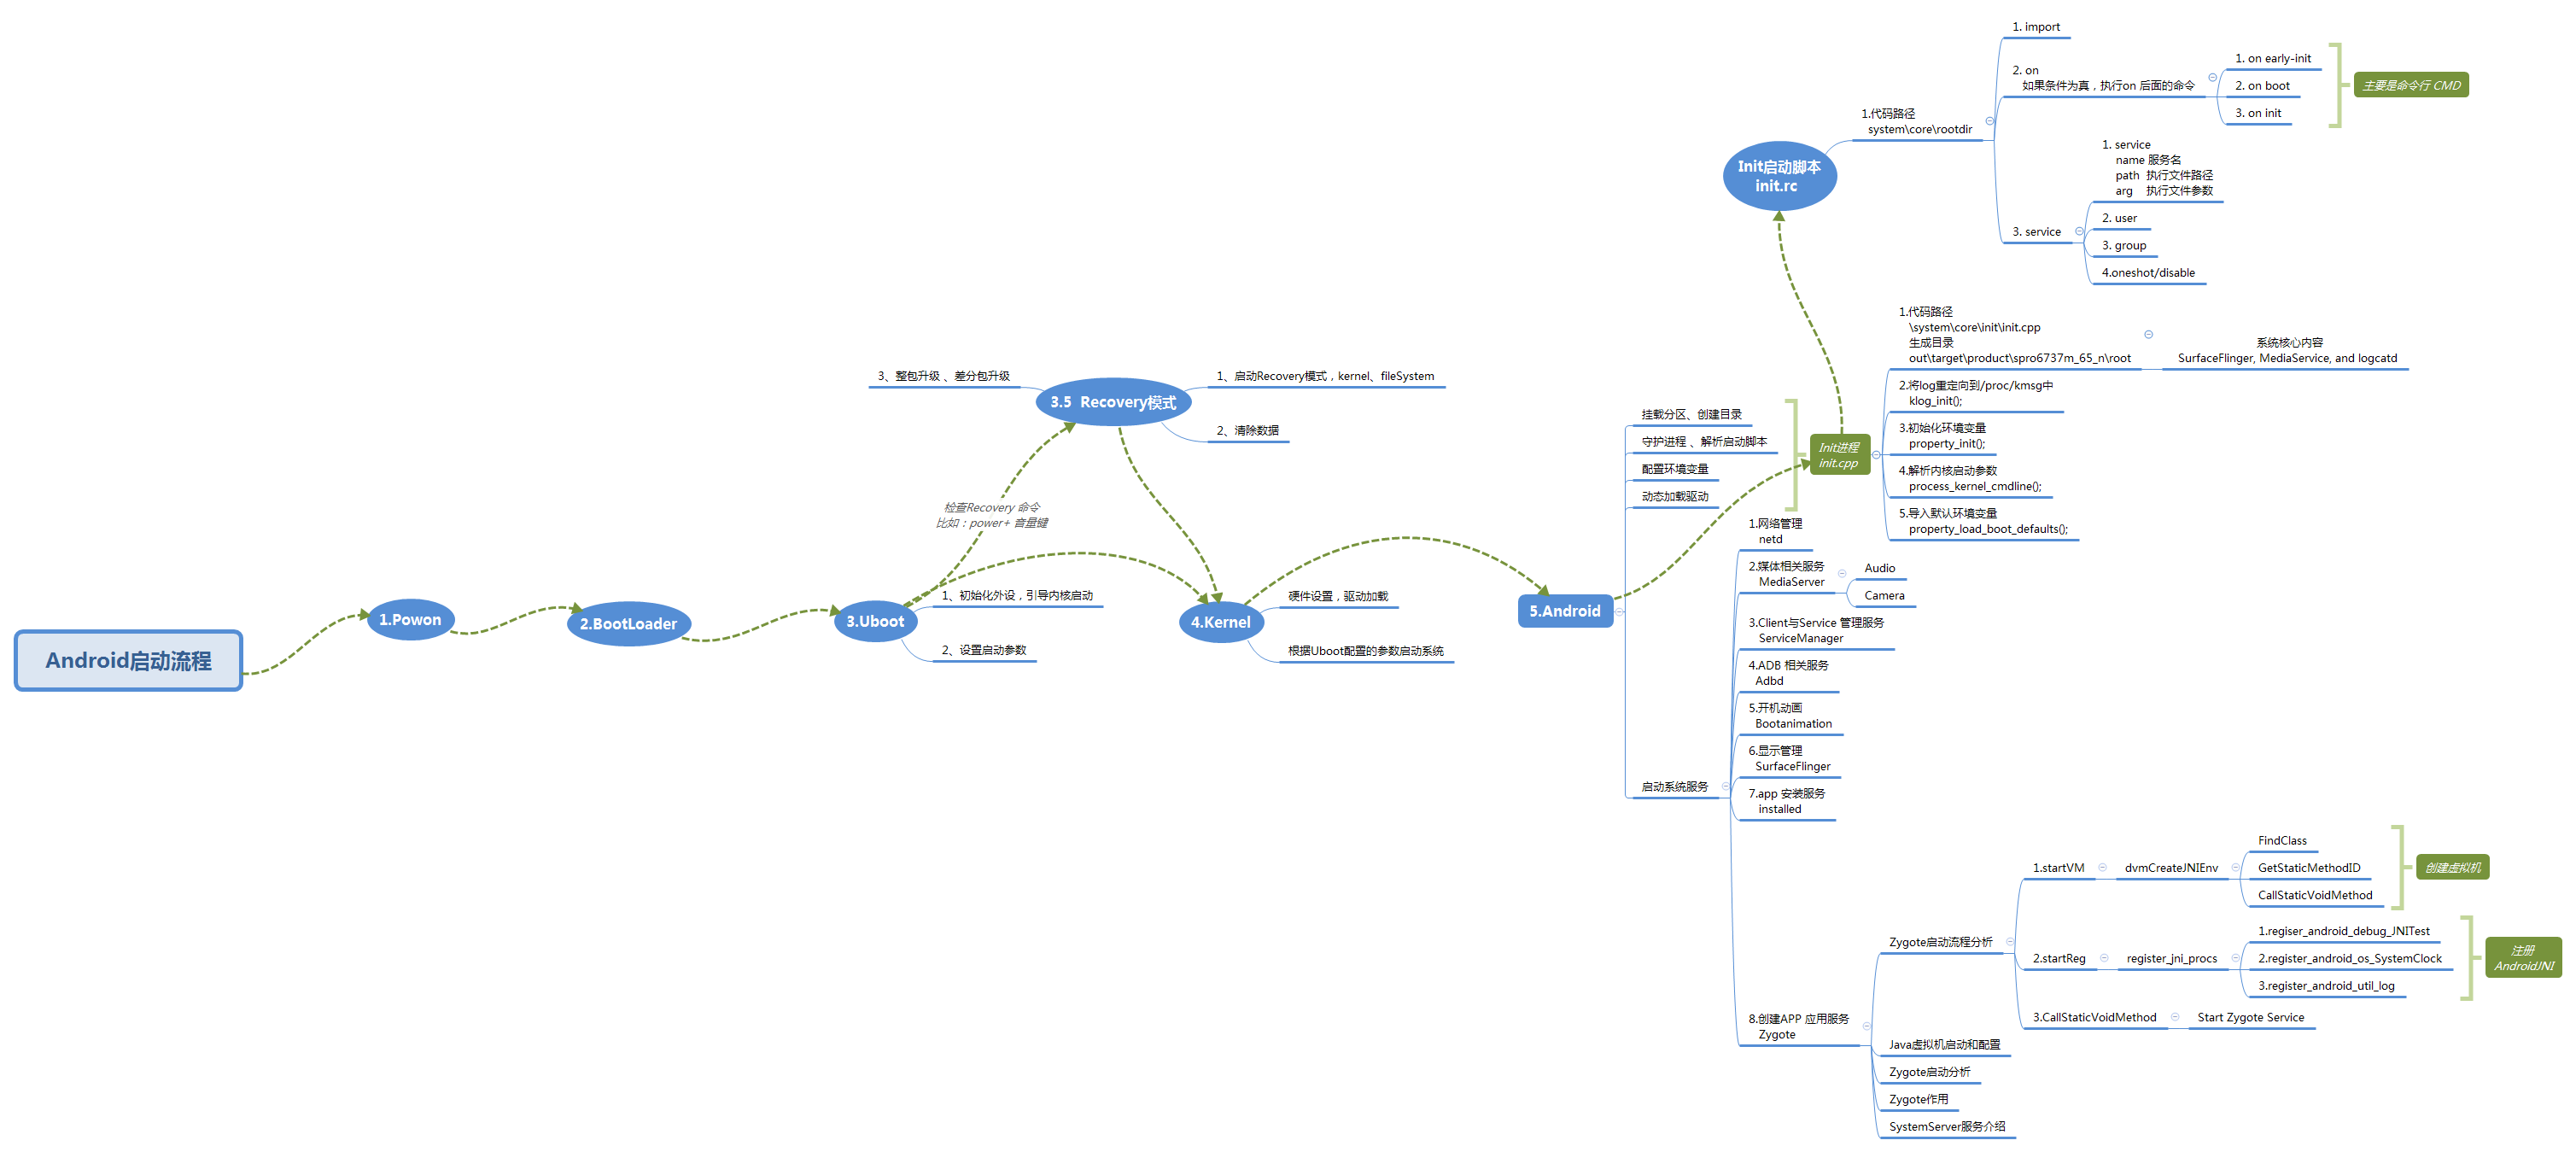 Android启动流程
1.Powon
2.BootLoader
3.Uboot
1、初始化外设，引导内核启动
2、设置启动参数
检查Recovery 命令
比如：power+ 音量键
3.5 Recovery模式
3、整包升级 、差分包升级
1、启动Recovery模式，kernel、fileSystem
2、清除数据
4.Kernel
硬件设置，驱动加载
根据Uboot配置的参数启动系统
5.Android
挂载分区、创建目录
守护进程 、解析启动脚本
配置环境变量
动态加载驱动
Init进程
init.cpp
Init启动脚本
init.rc
1.代码路径
system\core\rootdir
1. import
2. on
如果条件为真，执行on 后面的命令
1. on early-init
2. on boot
3. on init
主要是命令行 CMD
3. service
1. service
name 服务名
path 执行文件路径
arg 执行文件参数
2. user
3. group
4.oneshot/disable
1.代码路径
\system\core\init\init.cpp
生成目录
out\target\product\spro6737m_65_n\root
系统核心内容
SurfaceFlinger, MediaService, and logcatd
2.将log重定向到/proc/kmsg中
klog_init();
3.初始化环境变量
property_init();
4.解析内核启动参数
process_kernel_cmdline();
5.导入默认环境变量
property_load_boot_defaults();
启动系统服务
1.网络管理
netd
2.媒体相关服务
MediaServer
Audio
Camera
3.Client与Service 管理服务
ServiceManager
4.ADB 相关服务
Adbd
5.开机动画
Bootanimation
6.显示管理
SurfaceFlinger
7.app 安装服务
installed
8.创建APP 应用服务
Zygote
Zygote启动流程分析
1.startVM
dvmCreateJNIEnv
FindClass
GetStaticMethodID
CallStaticVoidMethod
创建虚拟机
2.startReg
register_jni_procs
1.regiser_android_debug_JNITest
2.register_android_os_SystemClock
3.register_android_util_log
注册
AndroidJNI
3.CallStaticVoidMethod
Start Zygote Service
Java虚拟机启动和配置
Zygote启动分析
Zygote作用
SystemServer服务介绍